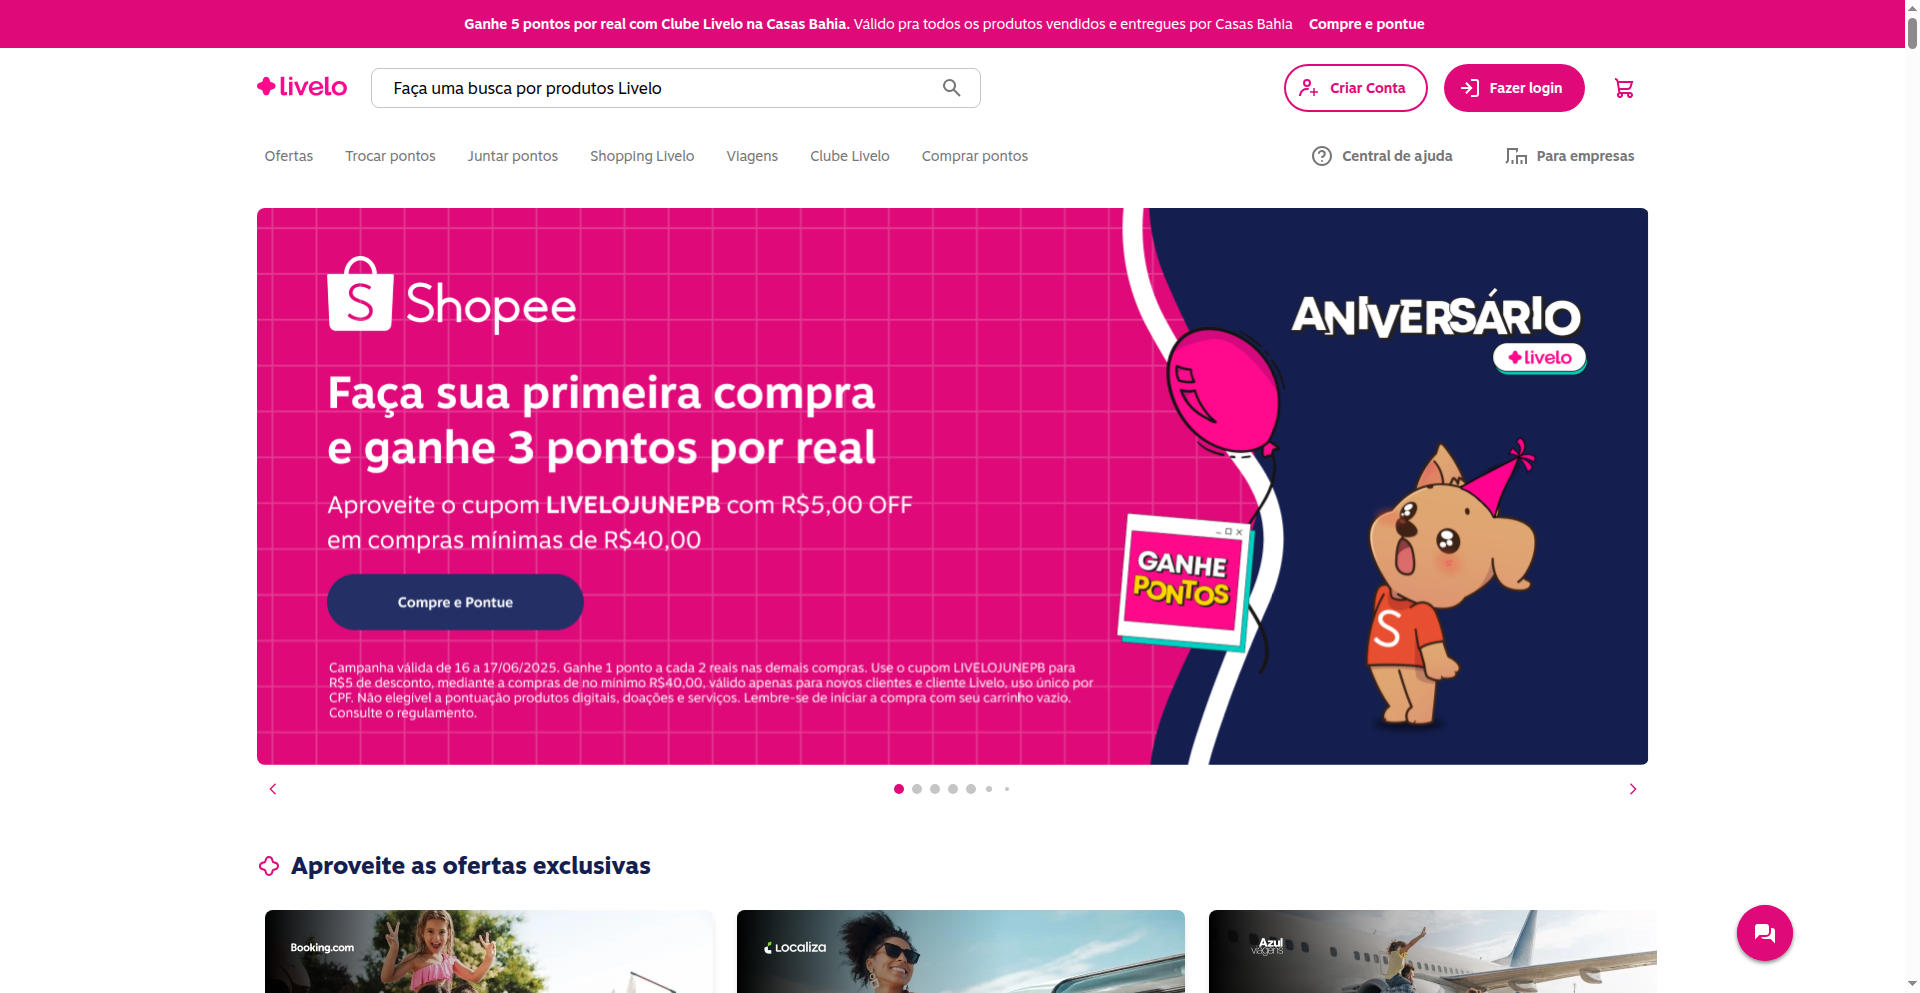 Ganhe 5 pontos por real com Clube Livelo na Casas Bahia. Válido pra todos os produtos vendidos e entregues por Casas Bahia Compre e pontue
livelo
Faça uma busca por produtos Livelo
Criar Conta
Fazer login
Ofertas
Trocar pontos
Juntar pontos
Shopping Livelo
Viagens
Clube Livelo
Comprar pontos
Central de ajuda
Para empresas
S Shopee
ANIVERSÁRIO
livelo
Faça sua primeira compra
e ganhe 3 pontos por real
Aproveite o cupom LIVELOJUNEPB com R$5,00 OFF
em compras mínimas de R$40,00
Compre e Pontue
GANHE
PONTOS
S
Campanha válida de 16 a 17/06/2025. Ganhe 1 ponto a cada 2 reais nas demais compras. Use o cupom LIVELOJUNEPB para
R$5 de desconto, mediante a compras de no mínimo R$40,00, válido apenas para novos clientes e cliente Livelo, uso único por
CPF. Não elegível a pontuação produtos digitais, doações e serviços. Lembre-se de iniciar a compra com seu carrinho vazio.
Consulte o regulamento.
Aproveite as ofertas exclusivas
Booking.com
Localiza
Azul
viagens